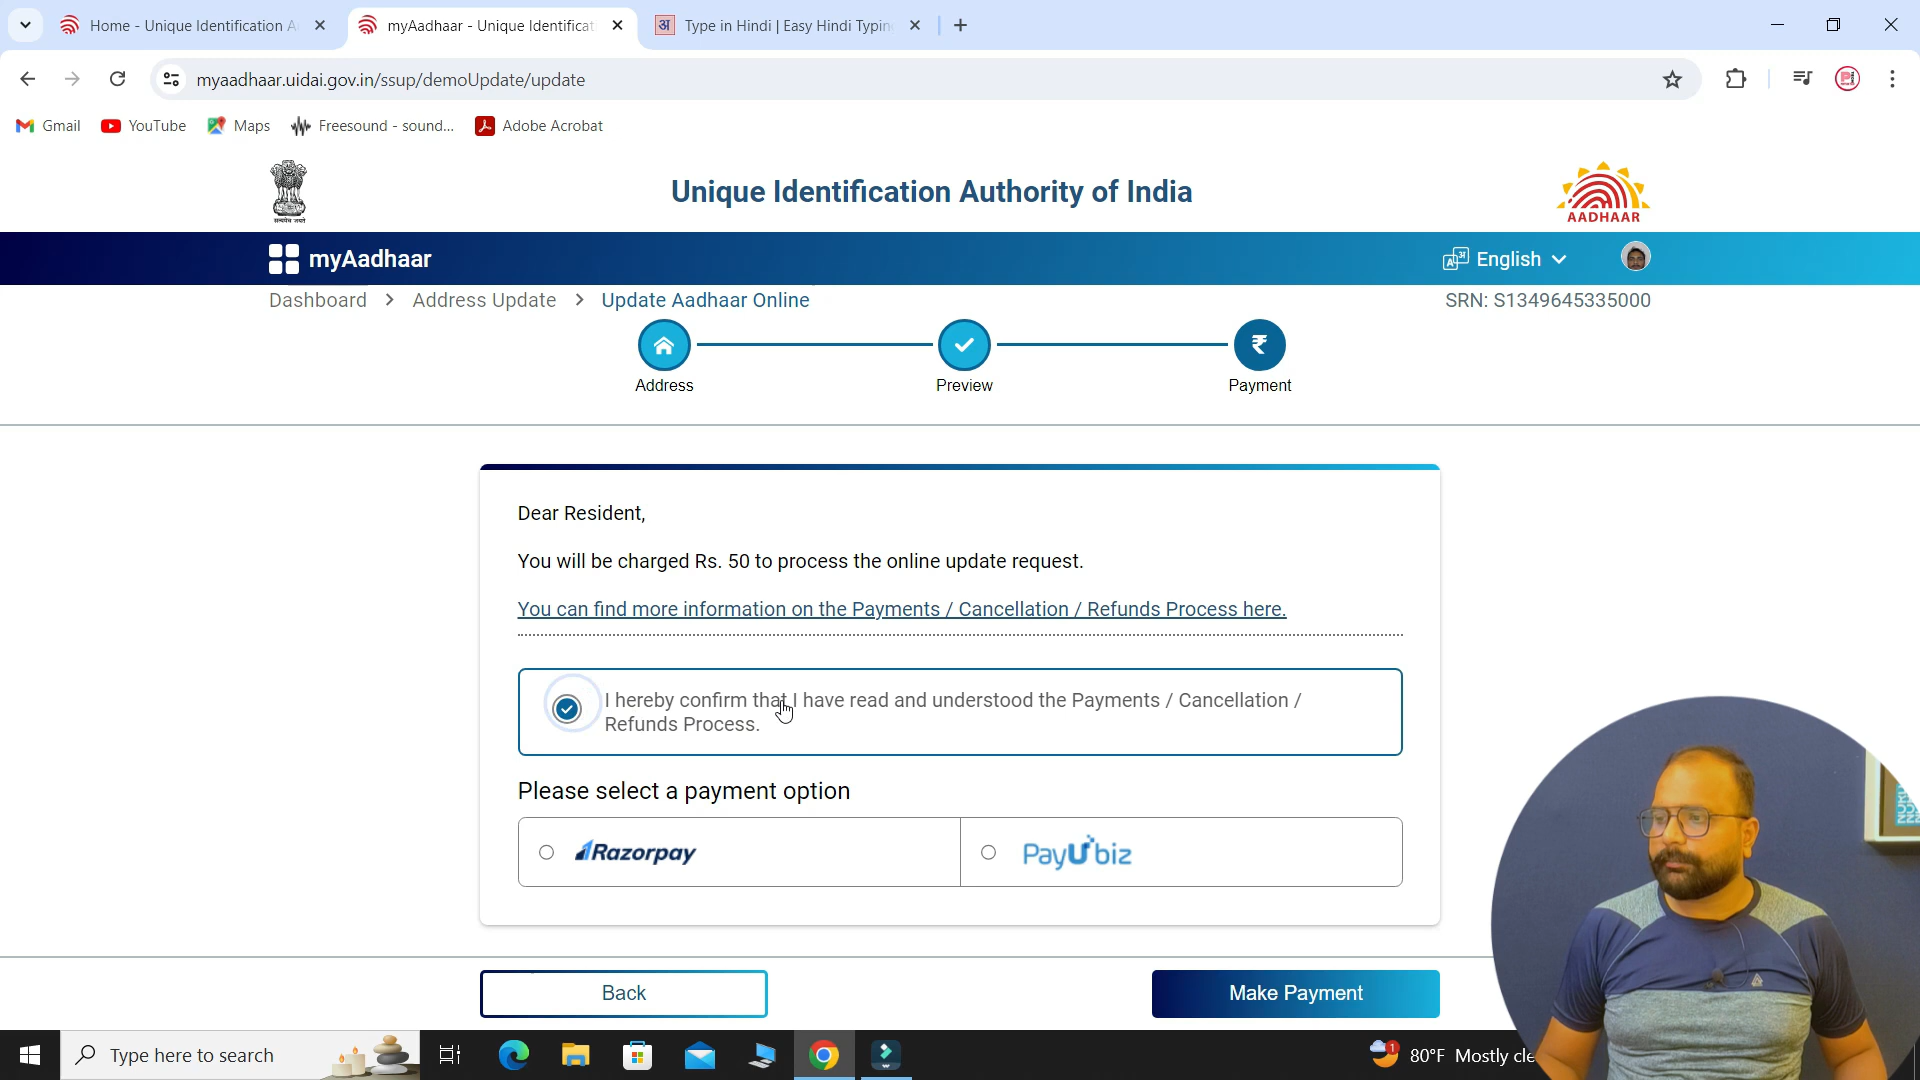 Home - Unique Identification A
myAadhaar - Unique Identificat
अ
Type in Hindi | Easy Hindi Typin
myaadhaar.uidai.gov.in/ssup/demoUpdate/update
Gmail
YouTube
Maps
Freesound - sound...
Adobe Acrobat
सत्यमेव जयते
Unique Identification Authority of India
AADHAAR
myAadhaar
English
Dashboard > Address Update > Update Aadhaar Online
SRN: S1349645335000
₹
Address
Preview
Payment
Dear Resident,
You will be charged Rs. 50 to process the online update request.
You can find more information on the Payments / Cancellation / Refunds Process here.
I hereby confirm that I have read and understood the Payments / Cancellation /
Refunds Process.
Please select a payment option
Razorpay
PayUbiz
Back
Make Payment
Type here to search
1
80°F Mostly cle